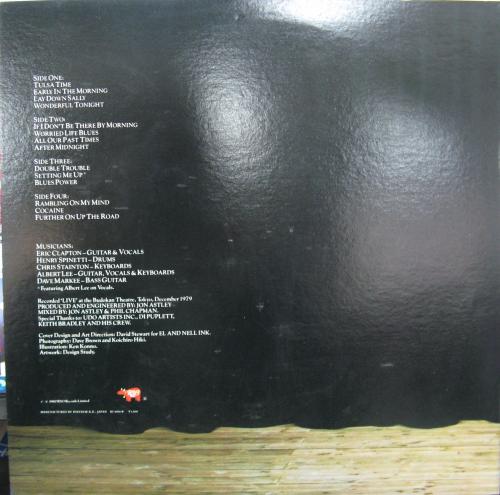 SIDE ONE:
TULSA TIME
EARLY IN THE MORNING
LAY DOWN SALLY
WONDERFUL TONIGHT
SIDE TWO:
IF I DON'T BE THERE BY MORNING
WORRIED LIFE BLUES
ALL OUR PAST TIMES
AFTER MIDNIGHT
SIDE THREE:
DOUBLE TROUBLE
SETTING ME UP*
BLUES POWER
SIDE FOUR:
RAMBLING ON MY MIND
COCAINE
FURTHER ON UP THE ROAD
MUSICIANS:
ERIC CLAPTON – GUITAR & VOCALS
HENRY SPINETTI – DRUMS
CHRIS STAINTON – KEYBOARDS
ALBERT LEE – GUITAR, VOCALS & KEYBOARDS
DAVE MARKEE – BASS GUITAR
*Featuring Albert Lee on Vocals.
Recorded "LIVE" at the Budokan Theatre, Tokyo, December 1979
PRODUCED AND ENGINEERED BY: JON ASTLEY
MIXED BY: JON ASTLEY & PHIL CHAPMAN.
Special Thanks to: UDO ARTISTS INC., DI PUPLETT,
KEITH BRADLEY AND HIS CREW.
Cover Design and Art Direction: David Stewart for EL AND NELL INK.
Photography: Dave Brown and Koichiro Hiki.
Illustration: Ken Konno.
Artwork: Design Study.
Records Limited
MANUFACTURED BY POLYDOR K.K., JAPAN